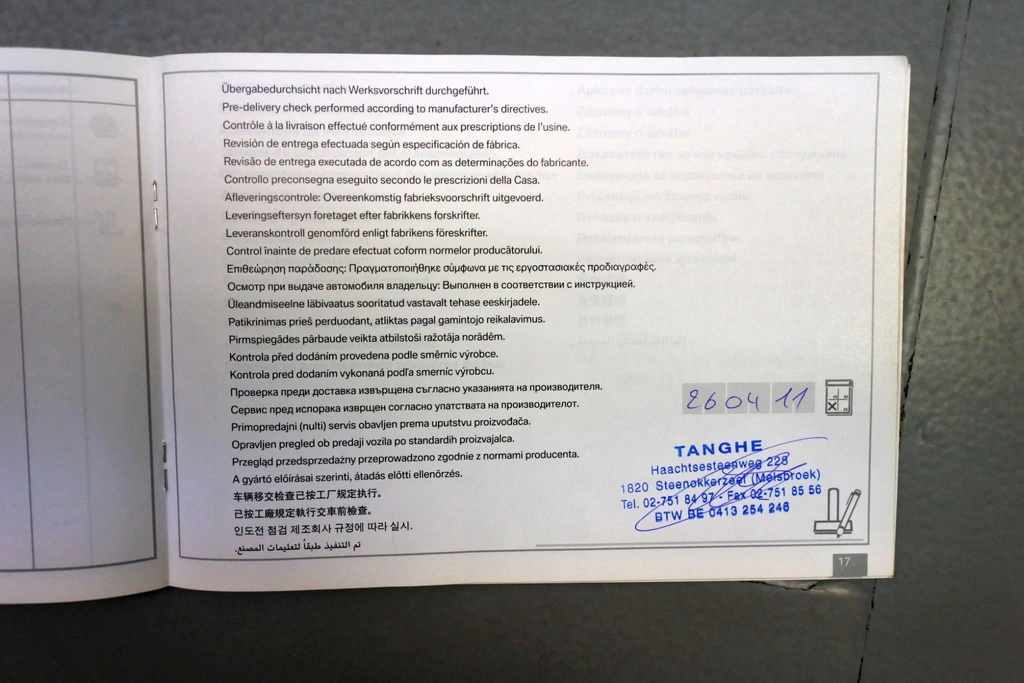 Übergabedurchsicht nach Werksvorschrift durchgeführt.
Pre-delivery check performed according to manufacturer's directives.
Contrôle à la livraison effectué conformément aux prescriptions de l'usine.
Revisión de entrega efectuada según especificación de fábrica.
Revisão de entrega executada de acordo com as determinações do fabricante.
Controllo preconsegna eseguito secondo le prescrizioni della Casa.
Afleveringscontrole: Overeenkomstig fabrieksvoorschrift uitgevoerd.
Leveringseftersyn foretaget efter fabrikkens forskrifter.
Leveranskontroll genomförd enligt fabrikens föreskrifter.
Control înainte de predare efectuat coform normelor producătorului.
Επιθεώρηση παράδοσης: Πραγματοποιήθηκε σύμφωνα με τις εργοστασιακές προδιαγραφές.
Осмотр при выдаче автомобиля владельцу: Выполнен в соответствии с инструкцией.
Üleandmiseelne läbivaatus sooritatud vastavalt tehase eeskirjadele.
Patikrinimas prieš perduodant, atliktas pagal gamintojo reikalavimus.
Pirmspiegādes pārbaude veikta atbilstoši ražotāja norādēm.
Kontrola před dodáním provedena podle směrnic výrobce.
Kontrola pred dodaním vykonaná podľa smerníc výrobcu.
Проверка преди доставка извършена съгласно указанията на производителя.
Сервис пред испорака изврщен согласно упатствата на производителот.
Primopredajni (nulti) servis obavljen prema uputstvu proizvođača.
Opravljen pregled ob predaji vozila po standardih proizvajalca.
Przegląd przedsprzedażny przeprowadzono zgodnie z normami producenta.
A gyártó előírásai szerinti, átadás előtti ellenőrzés.
车辆移交检查已按工厂规定执行。
已按工廠規定執行交車前檢查。
인도전 점검 제조회사 규정에 따라 실시.
تم التنفيذ طبقاً لتعليمات المصنع.
26 04 11
TANGHE
Haachtsesteenweg 228
1820 Steenokkerzeel (Melsbroek)
Tel. 02-751 84 97 - Fax 02-751 85 56
BTW BE 0413 254 246
17